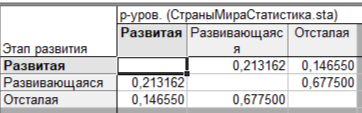 р-уров. (СтраныМираСтатистика.sta)
Этап развития Развитая Развивающаяс
я Отсталая
Развитая 0,213162 0,146550
Развивающаяся 0,213162 0,677500
Отсталая 0,146550 0,677500